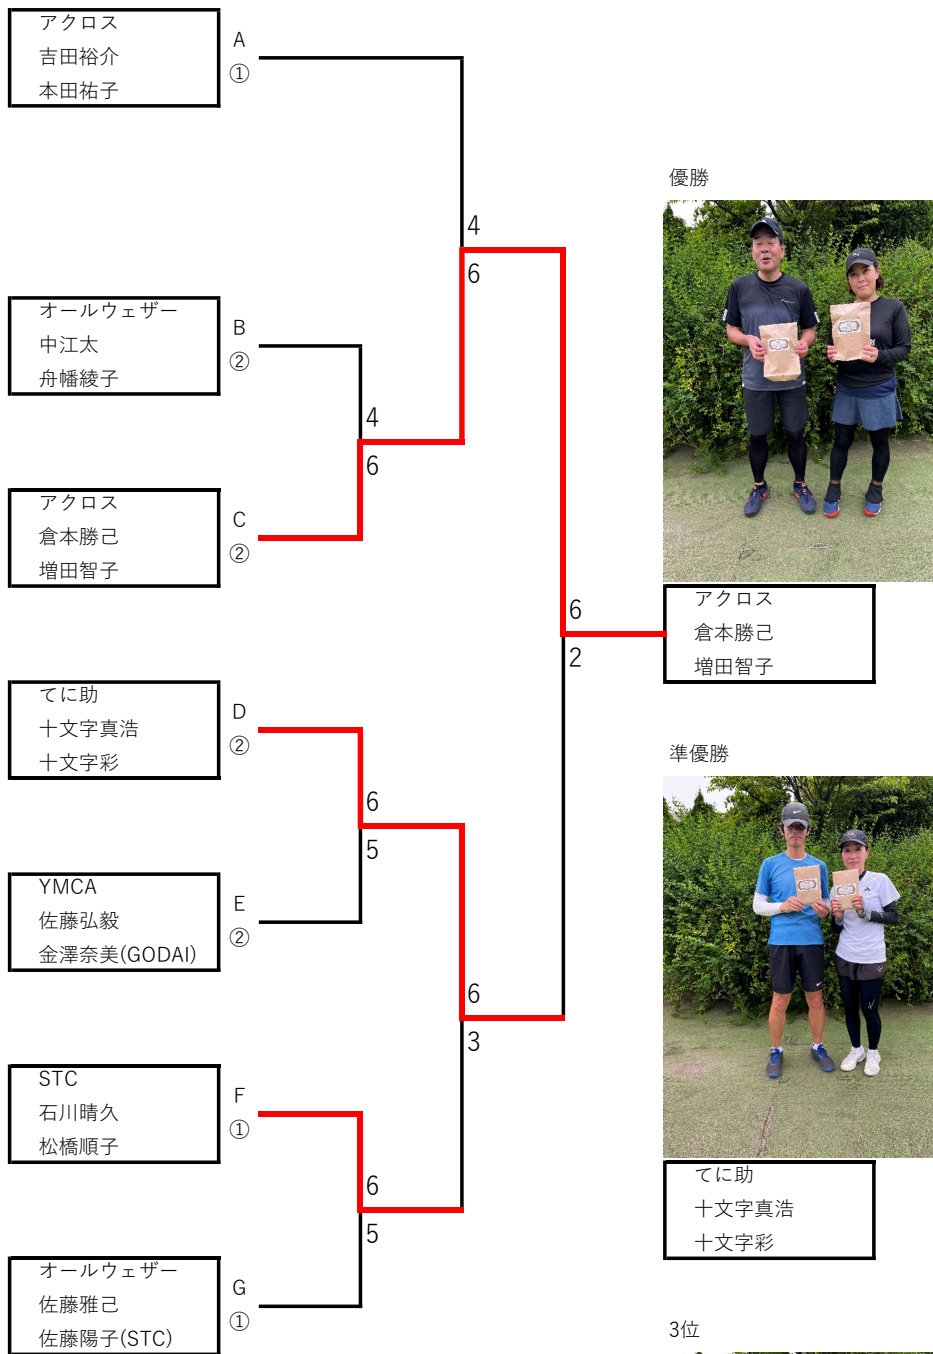 アクロス
吉田裕介
本田祐子
A
①
4
6
オールウェザー
中江太
舟幡綾子
B
②
4
6
アクロス
倉本勝己
増田智子
C
②
てに助
十文字真浩
十文字彩
D
②
6
5
YMCA
佐藤弘毅
金澤奈美(GODAI)
E
②
6
3
STC
石川晴久
松橋順子
F
①
6
5
オールウェザー
佐藤雅己
佐藤陽子(STC)
G
①
6
2
優勝
アクロス
倉本勝己
増田智子
準優勝
てに助
十文字真浩
十文字彩
3位